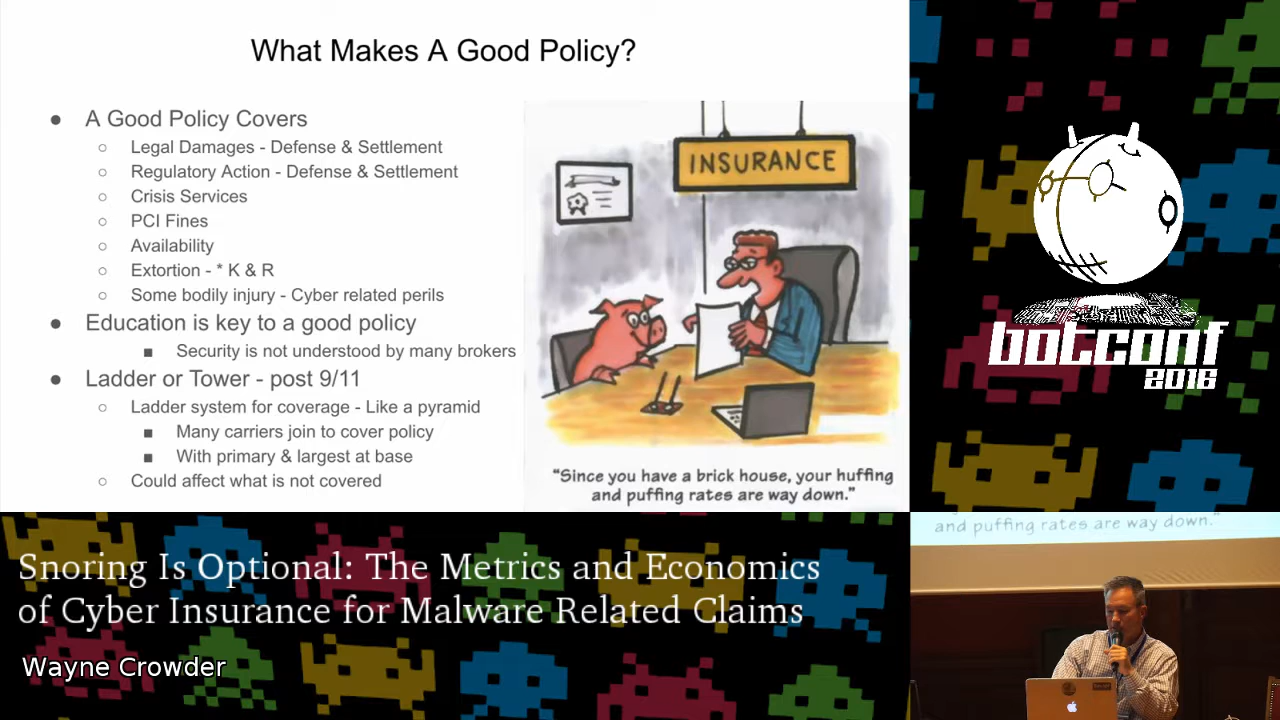 What Makes A Good Policy?
● A Good Policy Covers
○ Legal Damages - Defense & Settlement
○ Regulatory Action - Defense & Settlement
○ Crisis Services
○ PCI Fines
○ Availability
○ Extortion - * K & R
○ Some bodily injury - Cyber related perils
● Education is key to a good policy
■ Security is not understood by many brokers
● Ladder or Tower - post 9/11
○ Ladder system for coverage - Like a pyramid
■ Many carriers join to cover policy
■ With primary & largest at base
○ Could affect what is not covered
INSURANCE
“Since you have a brick house, your huffing
and puffing rates are way down.”
botconf
2016
Snoring Is Optional: The Metrics and Economics
of Cyber Insurance for Malware Related Claims
Wayne Crowder
and puffing rates are way down.”